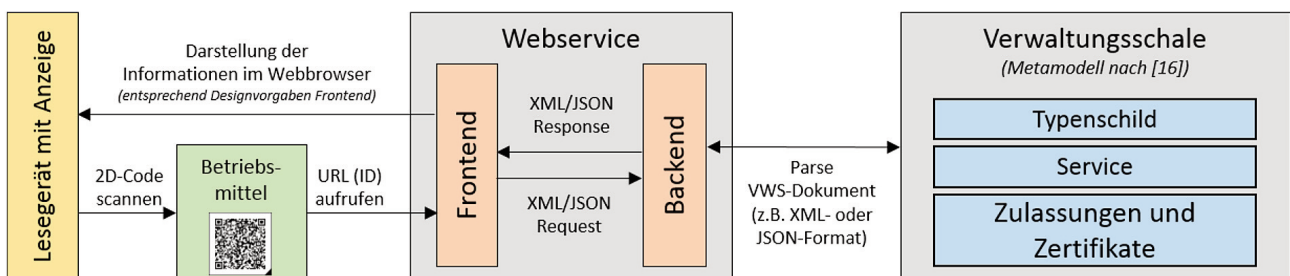 Lesegerät mit Anzeige
Darstellung der
Informationen im Webbrowser
(entsprechend Designvorgaben Frontend)
2D-Code
scannen
Betriebs-
mittel
URL (ID)
aufrufen
Webservice
Frontend
XML/JSON
Response
XML/JSON
Request
Backend
Parse
VWS-Dokument
(z.B. XML- oder
JSON-Format)
Verwaltungsschale
(Metamodell nach [16])
Typenschild
Service
Zulassungen und
Zertifikate